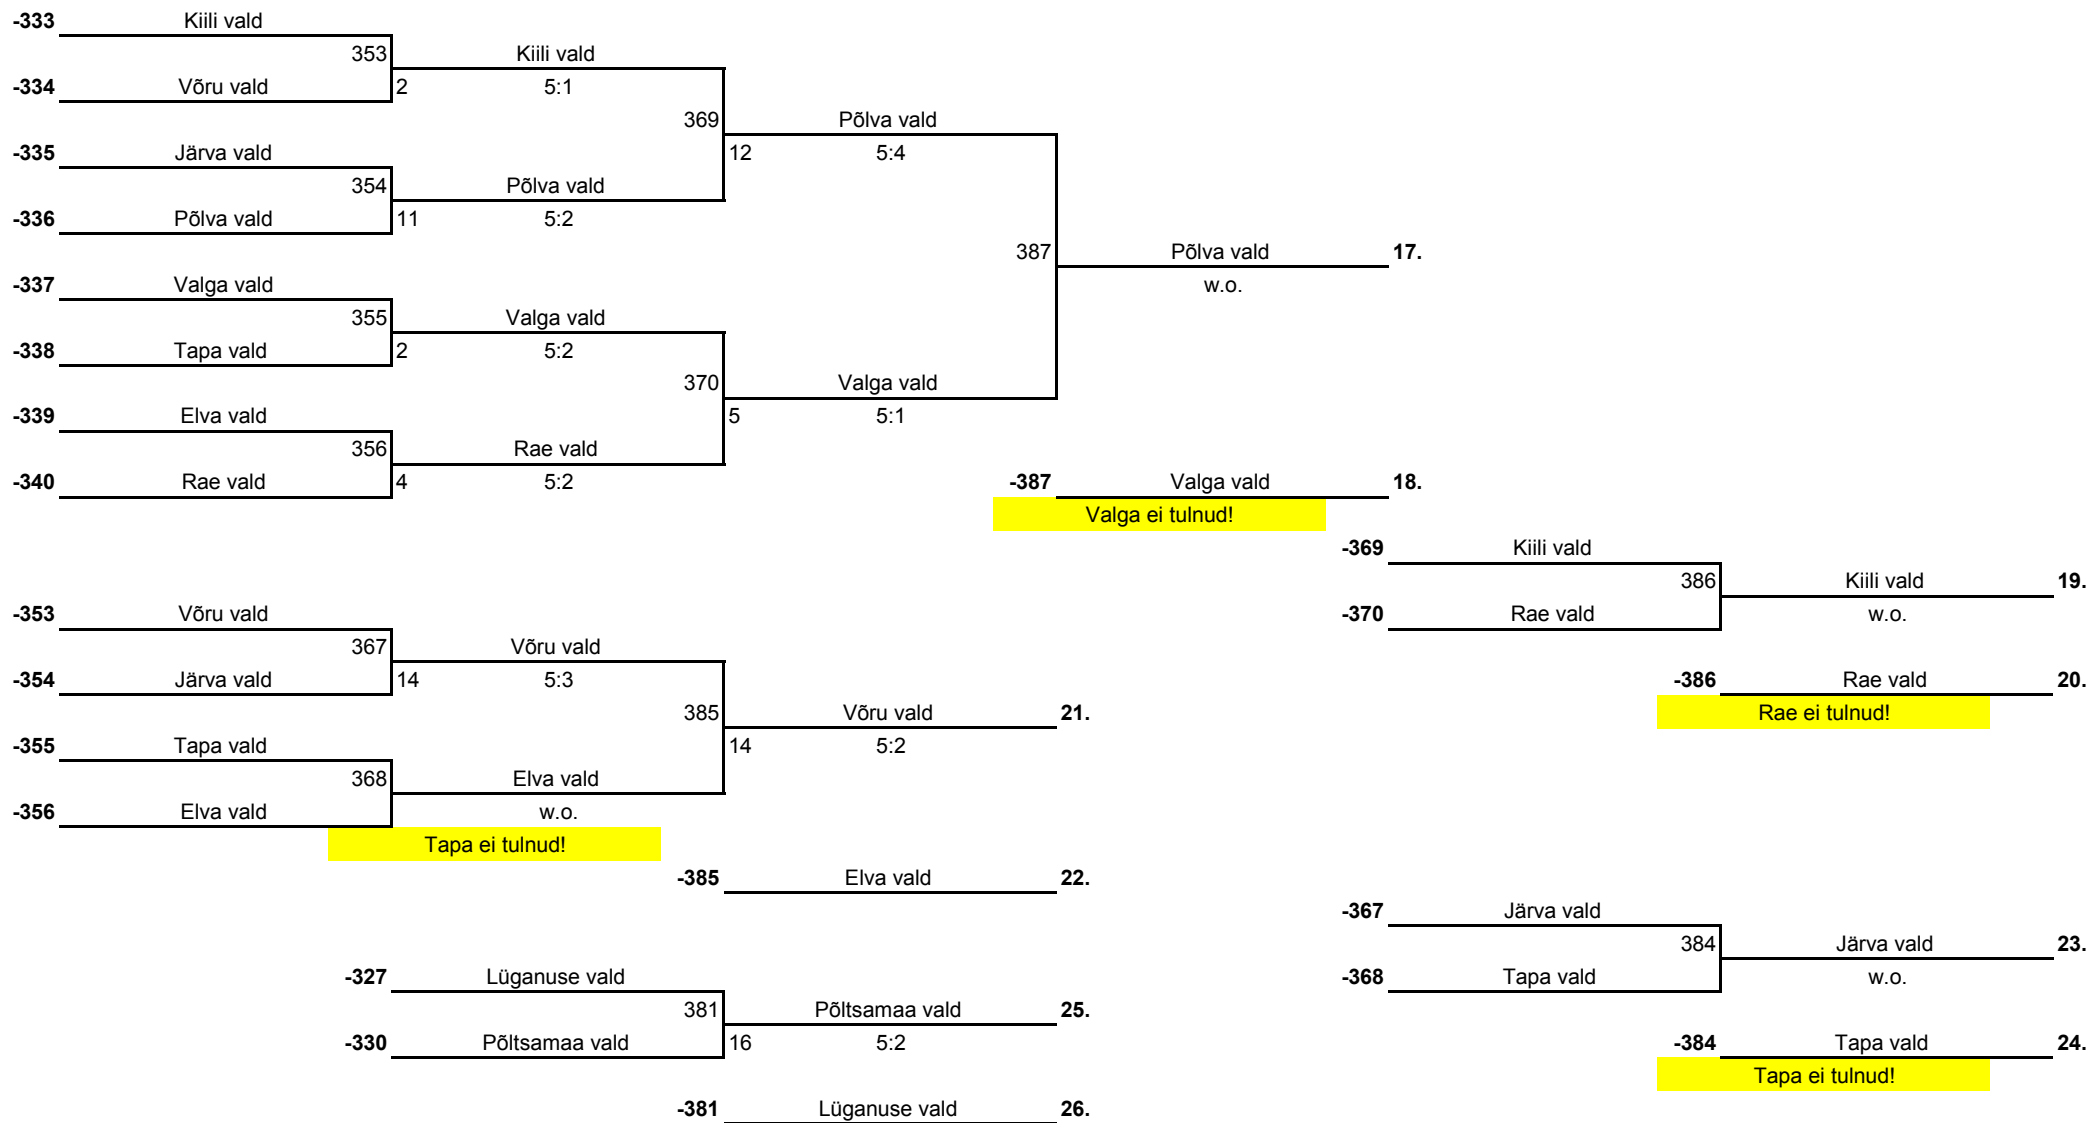 -333 Kiili vald
353 Kiili vald
-334 Võru vald 2 5:1
369 Põlva vald
-335 Järva vald 12 5:4
354 Põlva vald
-336 Põlva vald 11 5:2
387 Põlva vald 17.
-337 Valga vald w.o.
355 Valga vald
-338 Tapa vald 2 5:2
370 Valga vald
-339 Elva vald 5 5:1
356 Rae vald
-340 Rae vald 4 5:2 -387 Valga vald 18.
Valga ei tulnud!
-369 Kiili vald
386 Kiili vald 19.
-353 Võru vald -370 Rae vald w.o.
367 Võru vald
-354 Järva vald 14 5:3 -386 Rae vald 20.
385 Võru vald 21. Rae ei tulnud!
-355 Tapa vald 14 5:2
368 Elva vald
-356 Elva vald w.o.
Tapa ei tulnud!
-385 Elva vald 22.
-367 Järva vald
384 Järva vald 23.
-327 Lüganuse vald -368 Tapa vald w.o.
381 Põltsamaa vald 25.
-330 Põltsamaa vald 16 5:2 -384 Tapa vald 24.
Tapa ei tulnud!
-381 Lüganuse vald 26.